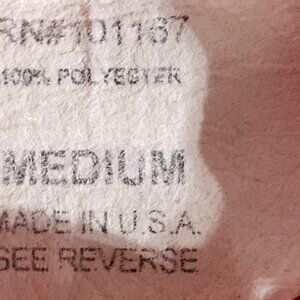 RN#101167
100% POLYESTER
MEDIUM
MADE IN U.S.A.
SEE REVERSE